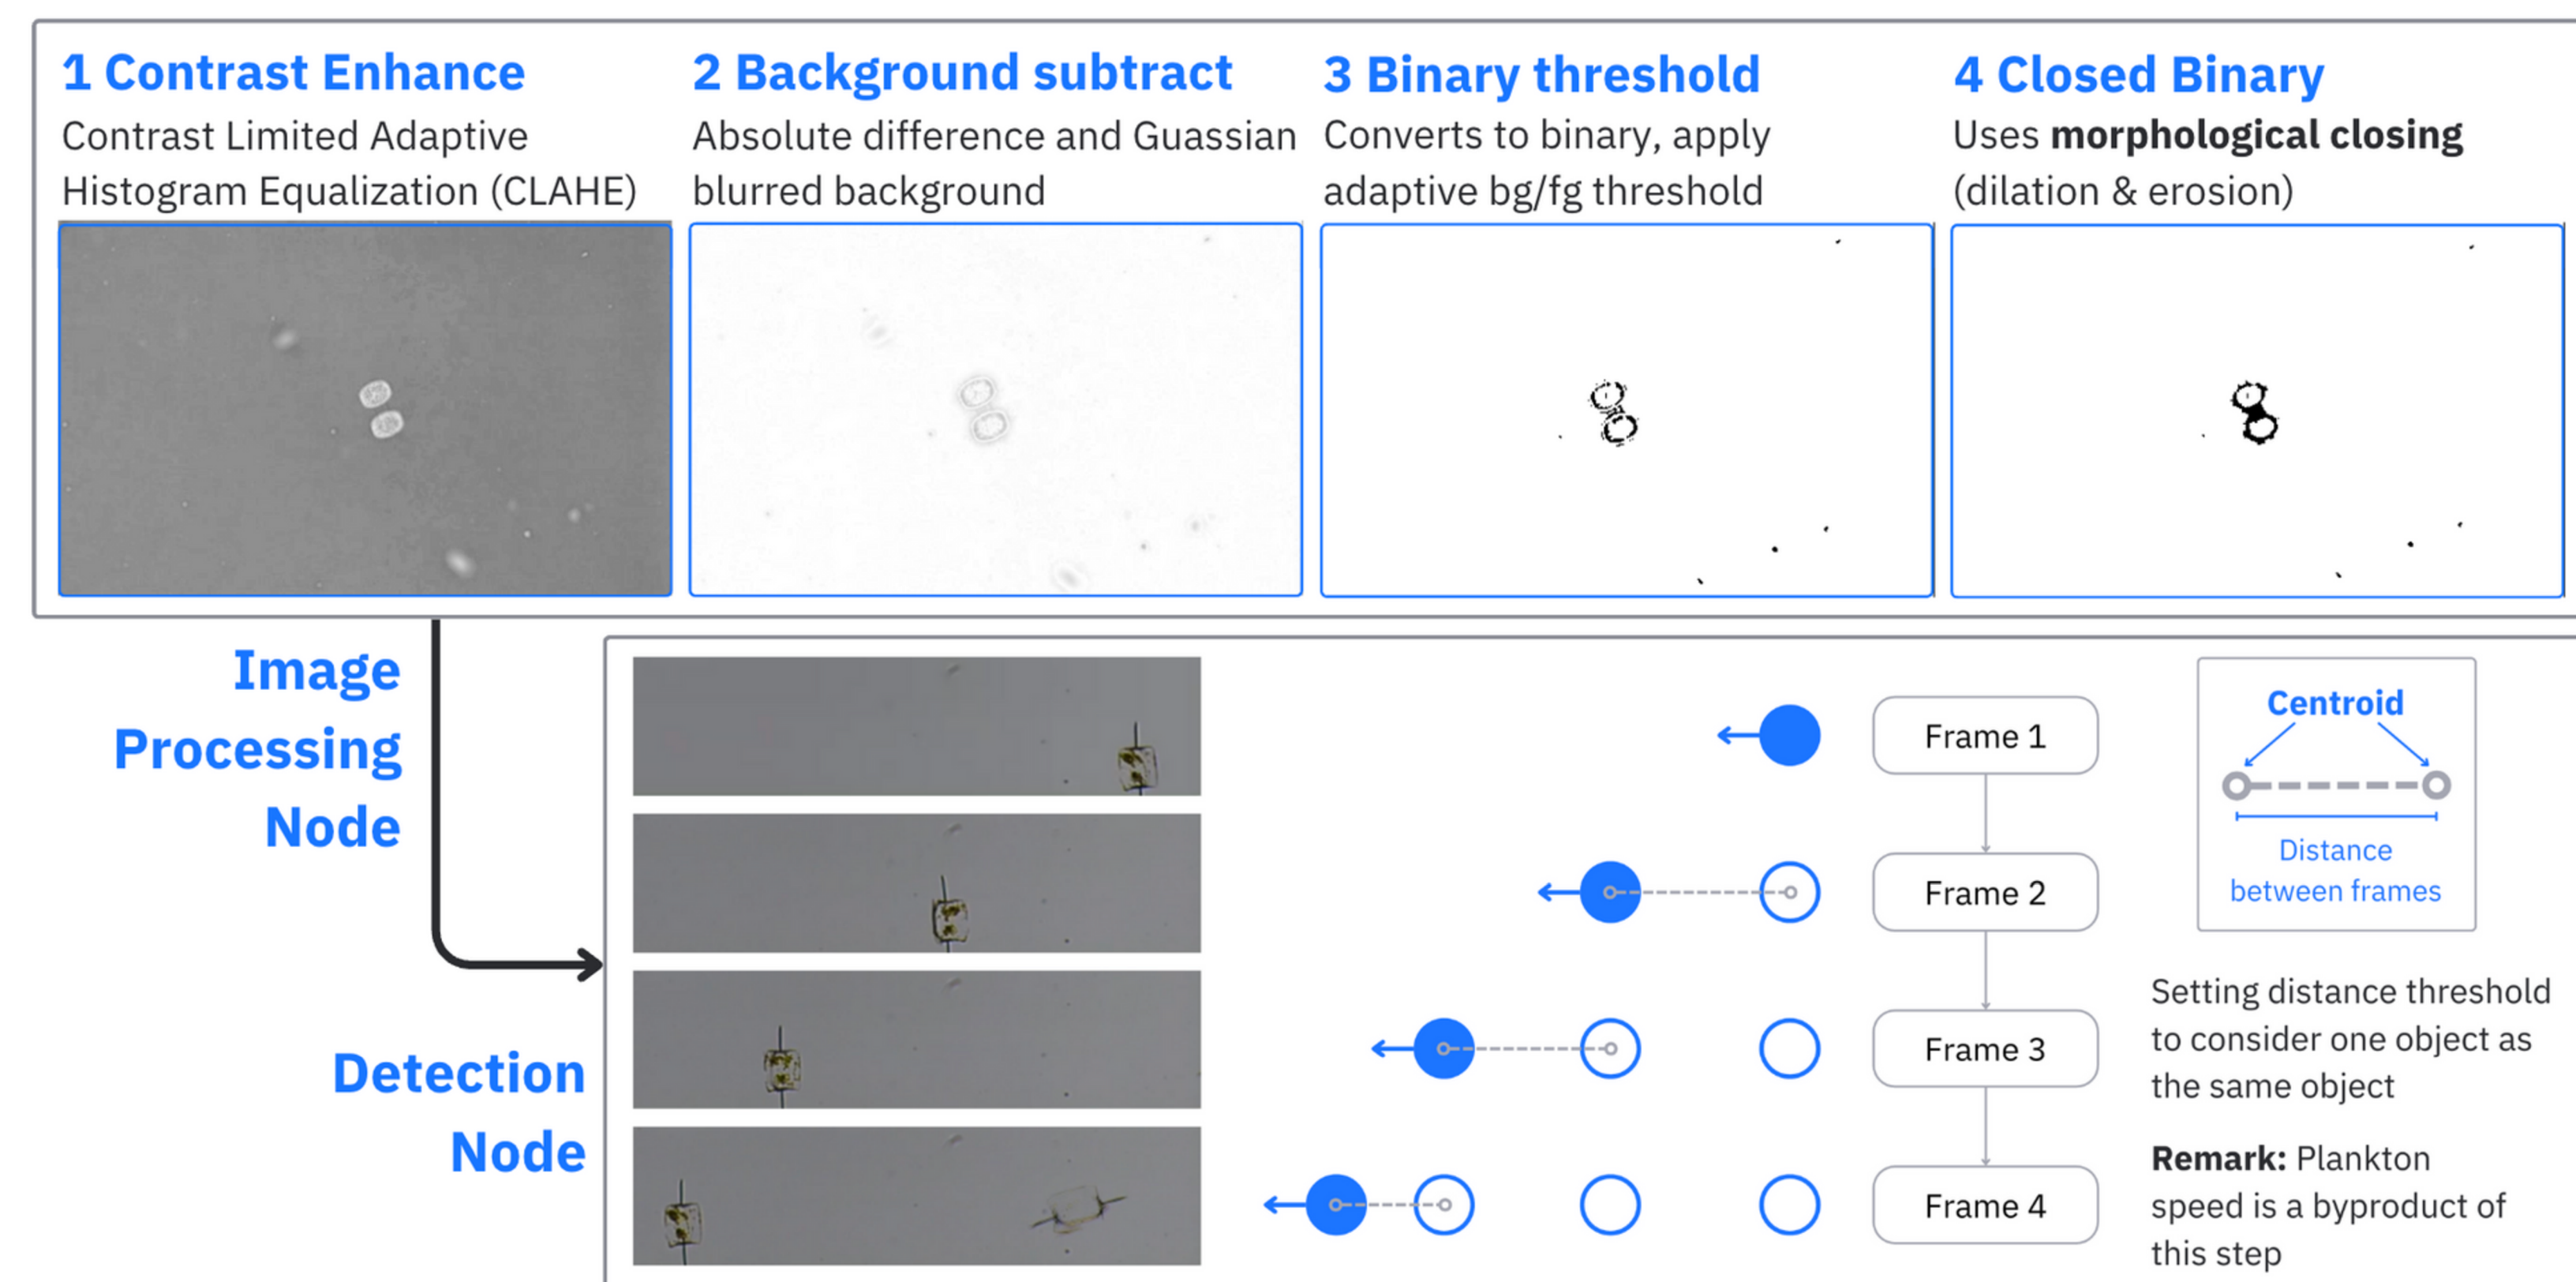 1 Contrast Enhance
Contrast Limited Adaptive
Histogram Equalization (CLAHE)
2 Background subtract
Absolute difference and Guassian
blurred background
3 Binary threshold
Converts to binary, apply
adaptive bg/fg threshold
4 Closed Binary
Uses morphological closing
(dilation & erosion)
Image
Processing
Node
Detection
Node
Frame 1
Frame 2
Frame 3
Frame 4
Centroid
Distance
between frames
Setting distance threshold
to consider one object as
the same object
Remark: Plankton
speed is a byproduct of
this step